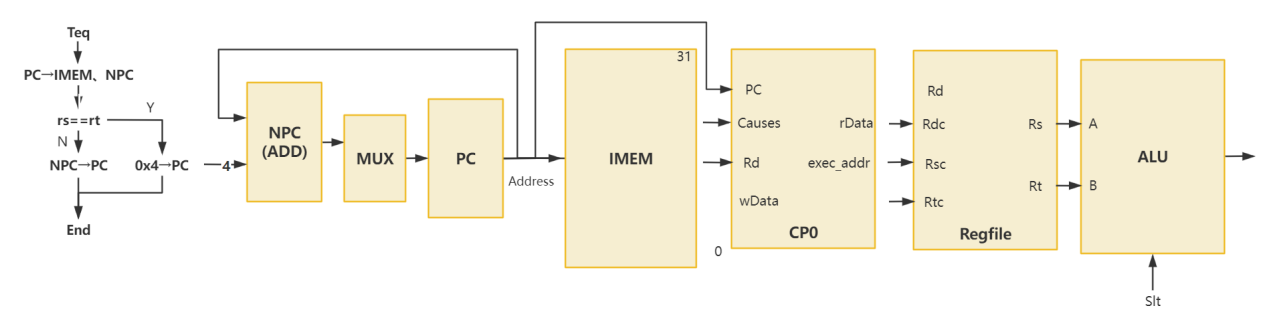 Teq
PC→IMEM、NPC
rs==rt
Y
N
NPC→PC
0x4→PC
End
4
NPC
(ADD)
MUX
PC
Address
31
IMEM
0
PC
Causes
Rd
wData
rData
exec_addr
CP0
Rd
Rdc
Rsc
Rtc
Rs
Rt
Regfile
A
B
ALU
Slt